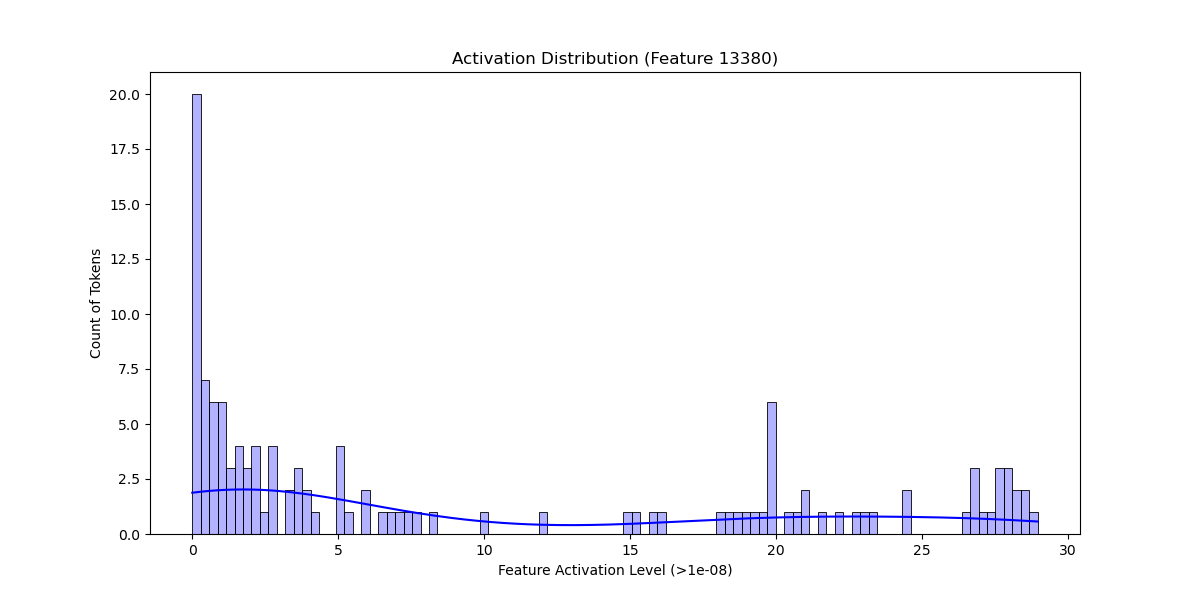 Activation Distribution (Feature 13380)
20.0
17.5
15.0
12.5
10.0
7.5
5.0
2.5
0.0
Count of Tokens
0 5 10 15 20 25 30
Feature Activation Level (>1e-08)